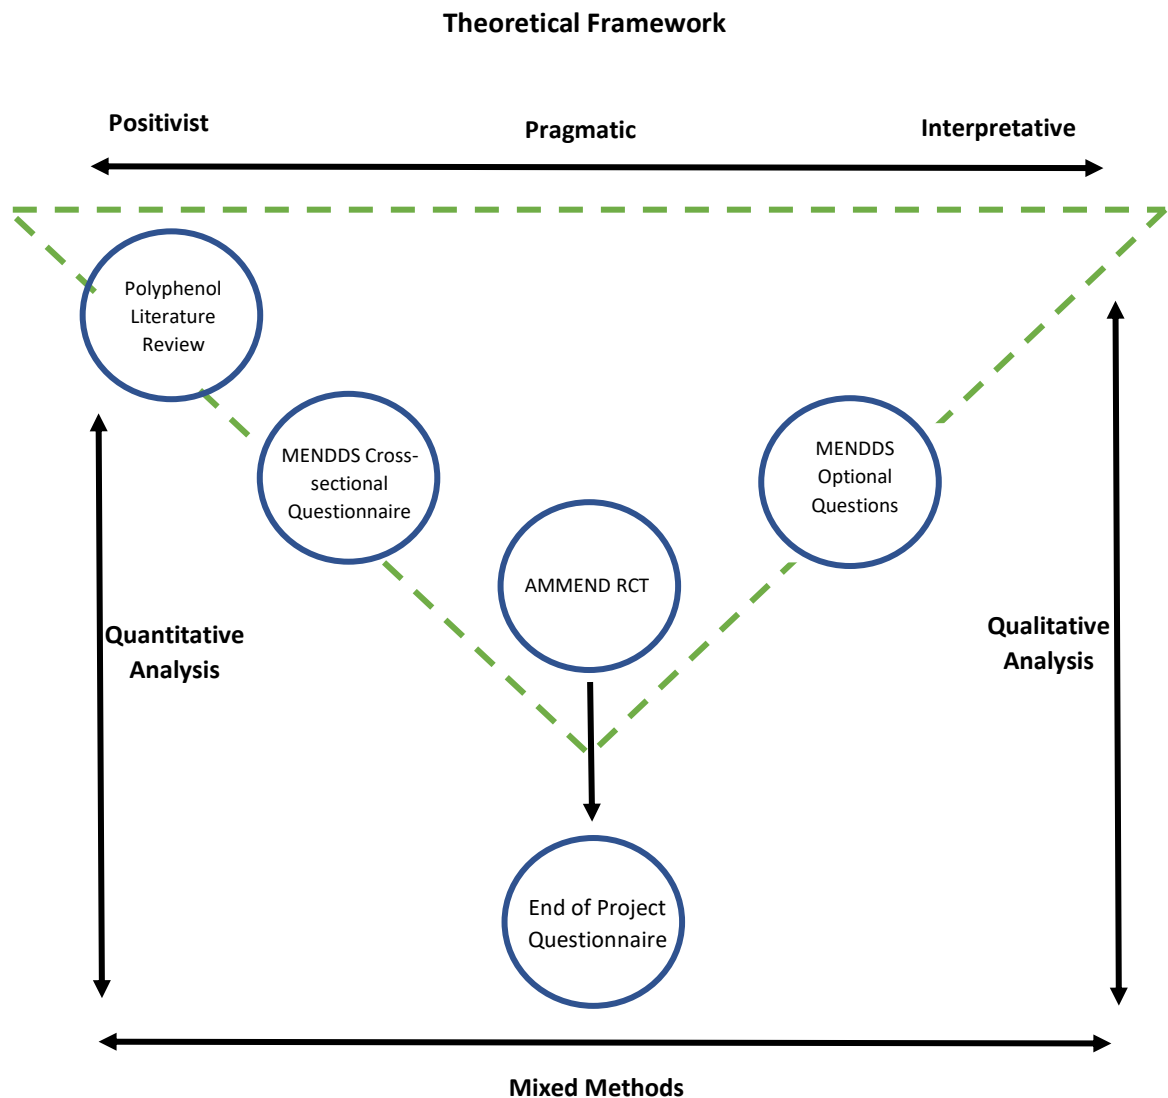 Theoretical Framework
Positivist
Pragmatic
Interpretative
Polyphenol
Literature
Review
MENDDS Cross-
sectional
Questionnaire
MENDDS
Optional
Questions
AMMEND RCT
Quantitative
Analysis
Qualitative
Analysis
End of Project
Questionnaire
Mixed Methods